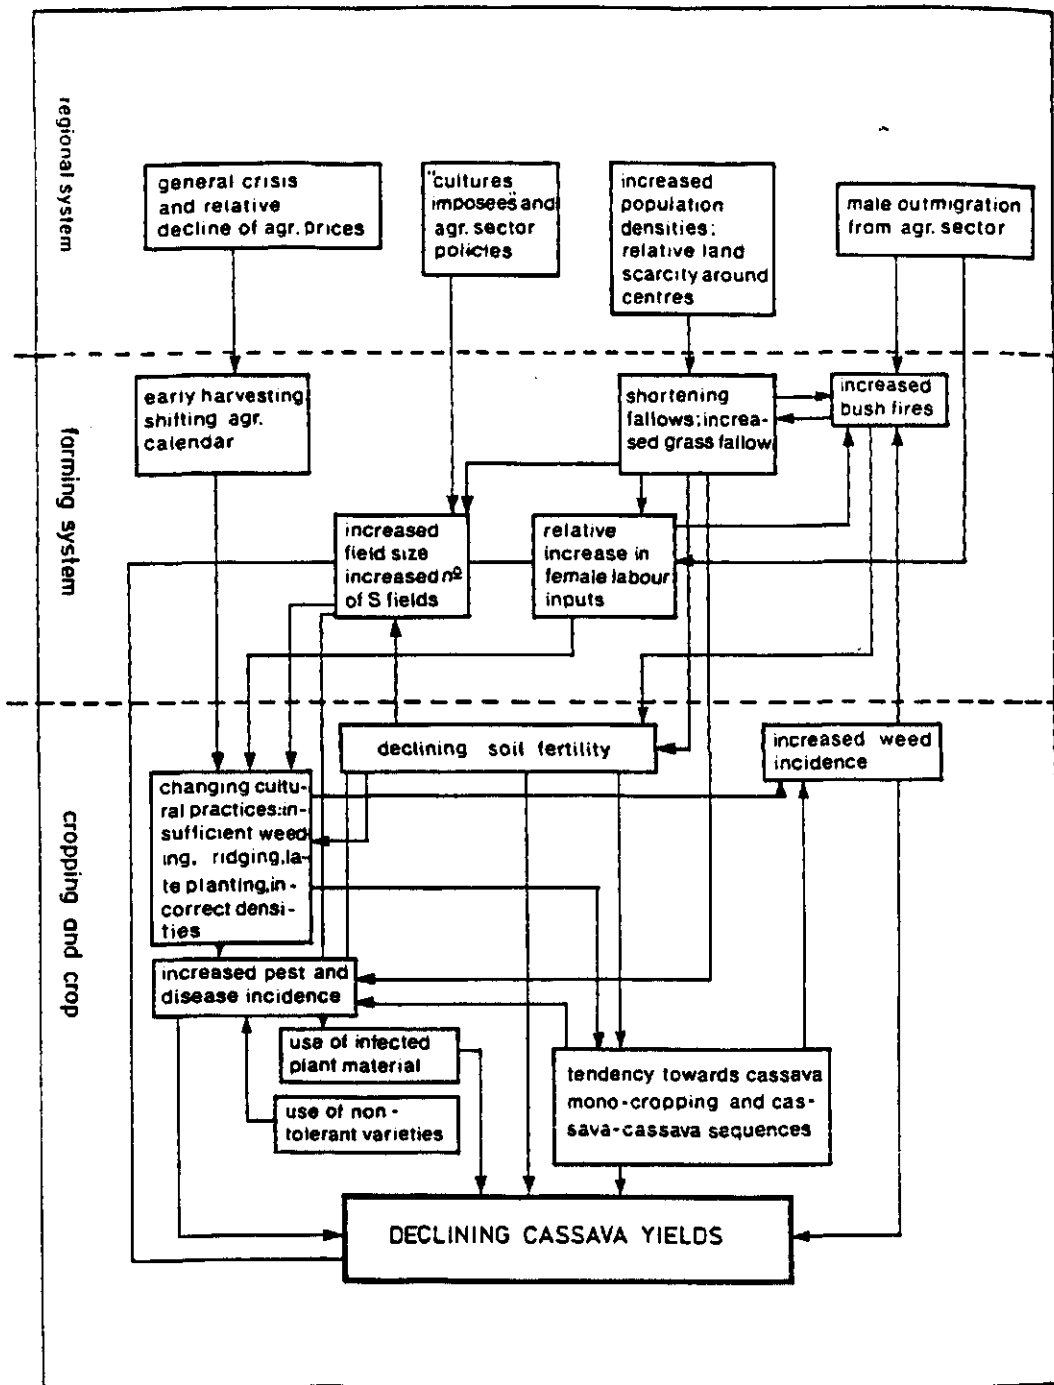 regional system
general crisis
and relative
decline of agr. prices
"cultures
imposees" and
agr. sector
policies
increased
population
densities;
relative land
scarcity around
centres
male outmigration
from agr. sector
farming system
early harvesting
shifting agr.
calendar
shortening
fallows; increa-
sed grass fallow
increased
bush fires
increased
field size
increased nº
of S fields
relative
increase in
female labour
inputs
cropping and crop
declining soil fertility
increased weed
incidence
changing cultu-
ral practices: in-
sufficient weed
ing, ridging, la-
te planting, in-
correct densi-
ties
increased pest and
disease incidence
use of infected
plant material
use of non-
tolerant varieties
tendency towards cassava
mono-cropping and cas-
sava-cassava sequences
DECLINING CASSAVA YIELDS